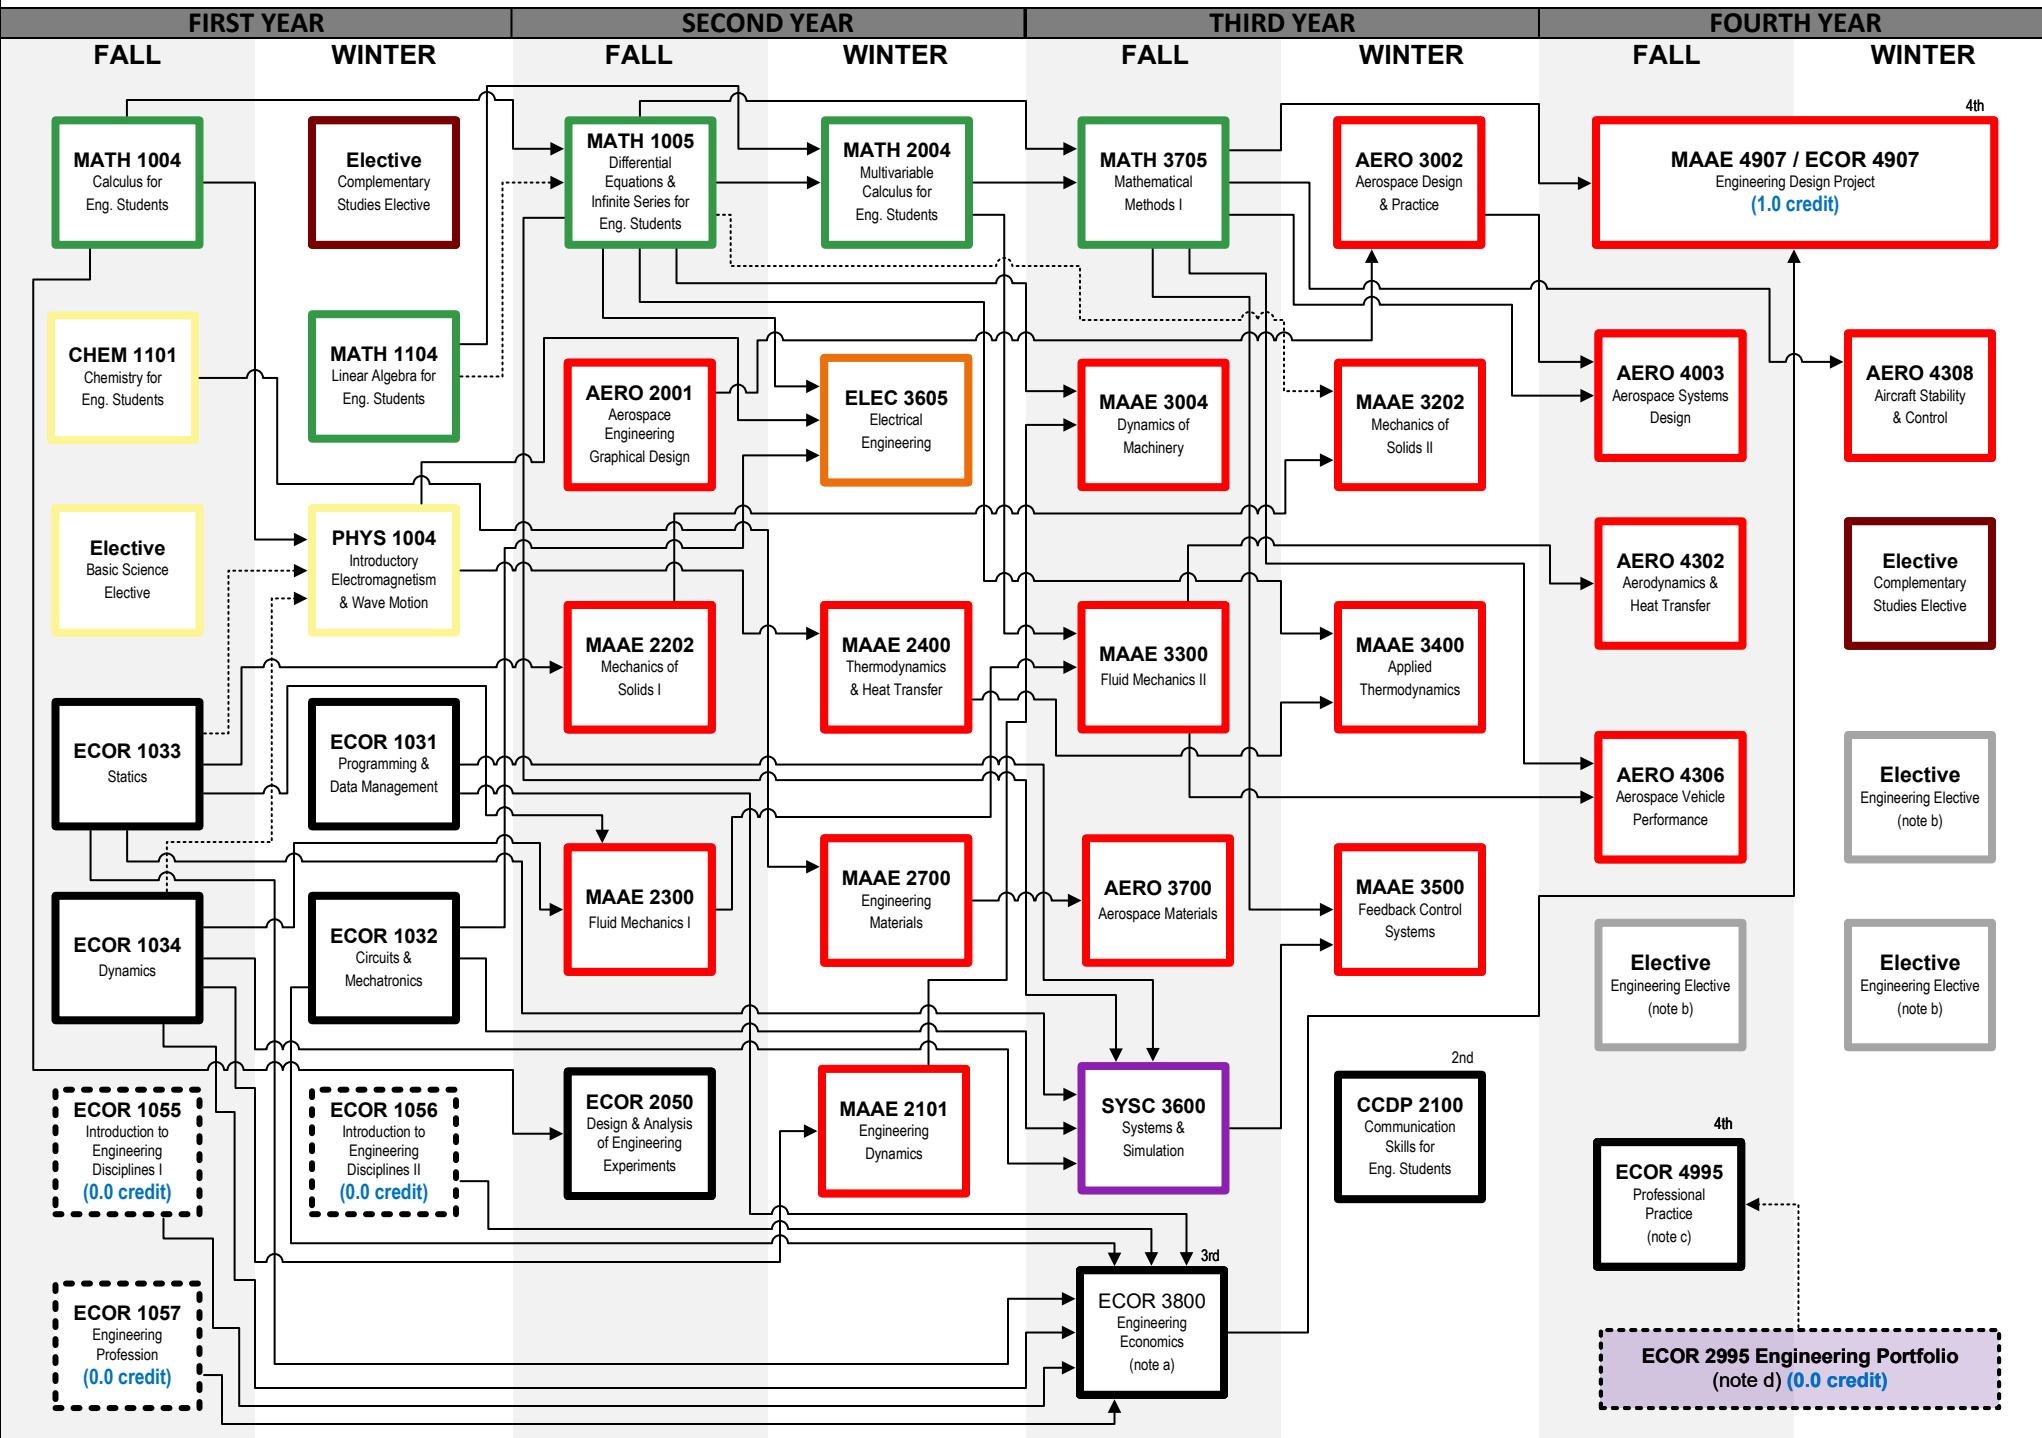 FIRST YEAR
SECOND YEAR
THIRD YEAR
FOURTH YEAR
FALL
WINTER
FALL
WINTER
FALL
WINTER
FALL
WINTER
MATH 1004
Calculus for
Eng. Students
CHEM 1101
Chemistry for
Eng. Students
Elective
Basic Science
Elective
ECOR 1033
Statics
ECOR 1034
Dynamics
ECOR 1055
Introduction to
Engineering
Disciplines I
(0.0 credit)
ECOR 1057
Engineering
Profession
(0.0 credit)
Elective
Complementary
Studies Elective
MATH 1104
Linear Algebra for
Eng. Students
PHYS 1004
Introductory
Electromagnetism
& Wave Motion
ECOR 1031
Programming &
Data Management
ECOR 1032
Circuits &
Mechatronics
ECOR 1056
Introduction to
Engineering
Disciplines II
(0.0 credit)
MATH 1005
Differential
Equations &
Infinite Series for
Eng. Students
AERO 2001
Aerospace
Engineering
Graphical Design
MAAE 2202
Mechanics of
Solids I
MAAE 2300
Fluid Mechanics I
ECOR 2050
Design & Analysis
of Engineering
Experiments
MATH 2004
Multivariable
Calculus for
Eng. Students
ELEC 3605
Electrical
Engineering
MAAE 2400
Thermodynamics
& Heat Transfer
MAAE 2700
Engineering
Materials
MAAE 2101
Engineering
Dynamics
MATH 3705
Mathematical
Methods I
MAAE 3004
Dynamics of
Machinery
MAAE 3300
Fluid Mechanics II
AERO 3700
Aerospace Materials
SYSC 3600
Systems &
Simulation
3rd
ECOR 3800
Engineering
Economics
(note a)
AERO 3002
Aerospace Design
& Practice
MAAE 3202
Mechanics of
Solids II
MAAE 3400
Applied
Thermodynamics
MAAE 3500
Feedback Control
Systems
2nd
CCDP 2100
Communication
Skills for
Eng. Students
4th
MAAE 4907 / ECOR 4907
Engineering Design Project
(1.0 credit)
AERO 4003
Aerospace Systems
Design
AERO 4302
Aerodynamics &
Heat Transfer
AERO 4306
Aerospace Vehicle
Performance
Elective
Engineering Elective
(note b)
4th
ECOR 4995
Professional
Practice
(note c)
AERO 4308
Aircraft Stability
& Control
Elective
Complementary
Studies Elective
Elective
Engineering Elective
(note b)
Elective
Engineering Elective
(note b)
ECOR 2995 Engineering Portfolio
(note d) (0.0 credit)